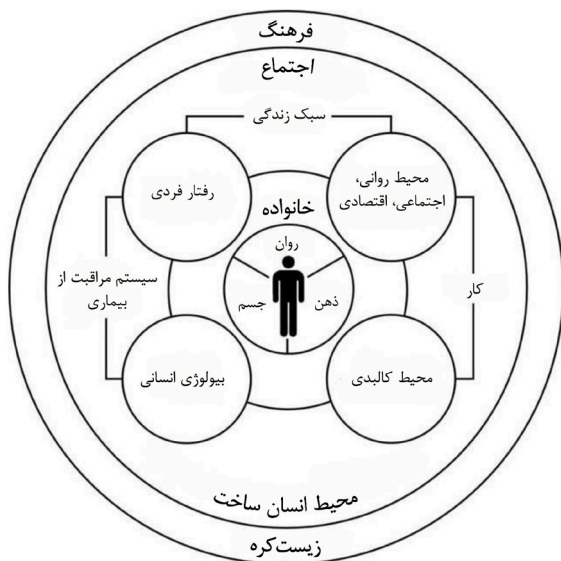 فرهنگ
اجتماع
سبک زندگی
رفتار فردی
محیط روانی،
اجتماعی، اقتصادی
خانواده
روان
ذهن
جسم
سیستم مراقبت از
بیماری
کار
بیولوژی انسانی
محیط کالبدی
محیط انسان ساخت
زیست‌کره